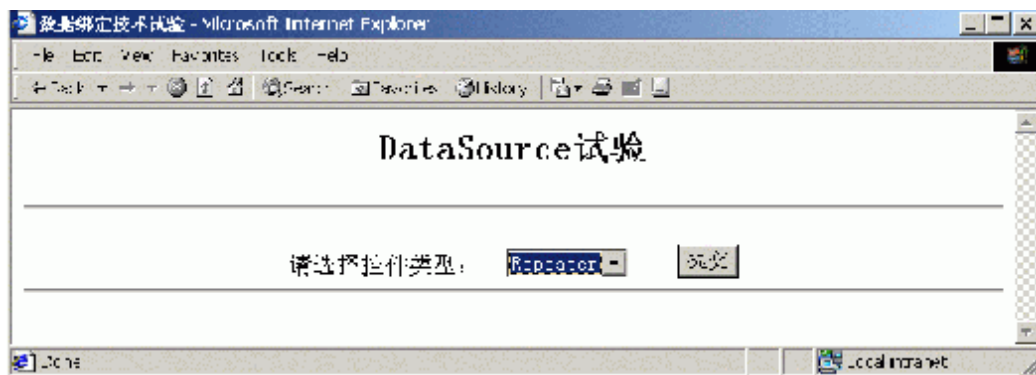 数据绑定技术试验 - Microsoft Internet Explorer
File Edit View Favorites Tools Help
Back Search Favorites History
DataSource试验
请选择控件类型： Repeater 提交
Done Local intranet